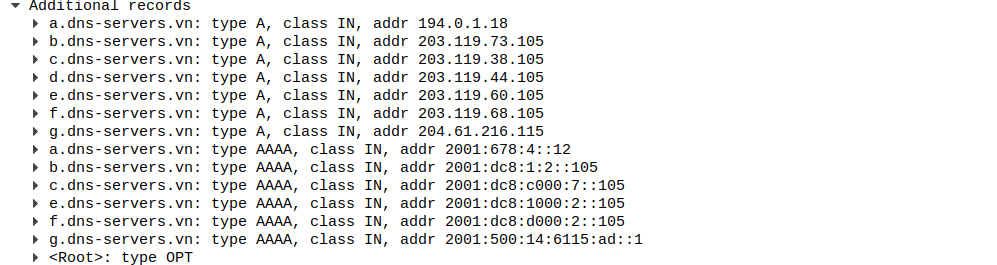 Additional records
a.dns-servers.vn: type A, class IN, addr 194.0.1.18
b.dns-servers.vn: type A, class IN, addr 203.119.73.105
c.dns-servers.vn: type A, class IN, addr 203.119.38.105
d.dns-servers.vn: type A, class IN, addr 203.119.44.105
e.dns-servers.vn: type A, class IN, addr 203.119.60.105
f.dns-servers.vn: type A, class IN, addr 203.119.68.105
g.dns-servers.vn: type A, class IN, addr 204.61.216.115
a.dns-servers.vn: type AAAA, class IN, addr 2001:678:4::12
b.dns-servers.vn: type AAAA, class IN, addr 2001:dc8:1:2::105
c.dns-servers.vn: type AAAA, class IN, addr 2001:dc8:c000:7::105
e.dns-servers.vn: type AAAA, class IN, addr 2001:dc8:1000:2::105
f.dns-servers.vn: type AAAA, class IN, addr 2001:dc8:d000:2::105
g.dns-servers.vn: type AAAA, class IN, addr 2001:500:14:6115:ad::1
<Root>: type OPT